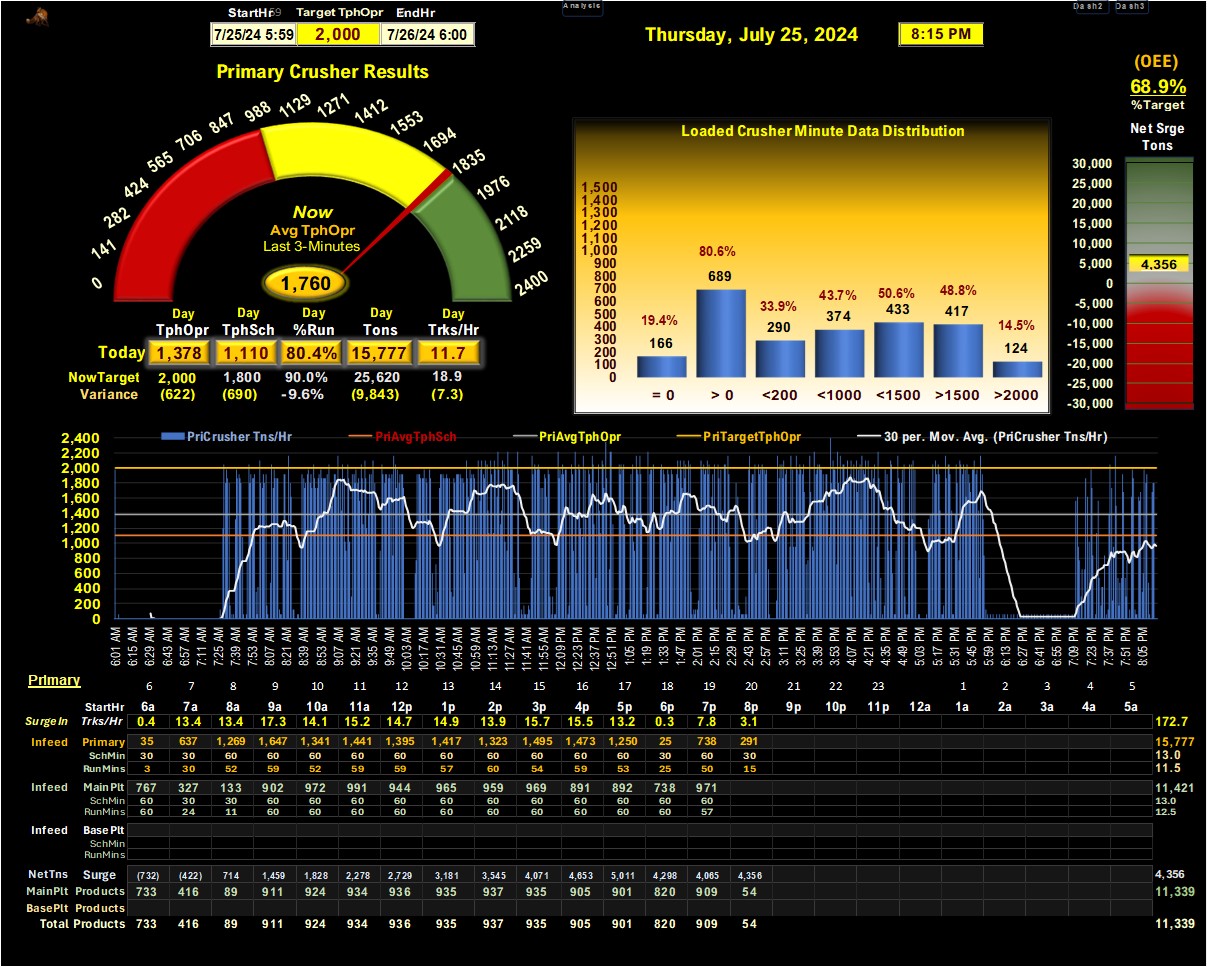 StartHr59 Target TphOpr EndHr
Analysis
Dash2 Dash3
7/25/24 5:59 2,000 7/26/24 6:00
Thursday, July 25, 2024 8:15 PM
(OEE)
68.9%
%Target
Net Srge
Tons
Primary Crusher Results
0 141 282 424 565 706 847 988 1129 1271 1412 1553 1694 1835 1976 2118 2259 2400
Now
Avg TphOpr
Last 3-Minutes
1,760
Day Day Day Day Day
TphOpr TphSch %Run Tons Trks/Hr
Today 1,378 1,110 80.4% 15,777 11.7
NowTarget 2,000 1,800 90.0% 25,620 18.9
Variance (622) (690) -9.6% (9,843) (7.3)
Loaded Crusher Minute Data Distribution
1,500
1,400
1,300
1,200
1,100
1,000
900
800
700
600
500
400
300
200
100
0
19.4% 80.6% 33.9% 43.7% 50.6% 48.8% 14.5%
166 689 290 374 433 417 124
= 0 > 0 <200 <1000 <1500 >1500 >2000
30,000
25,000
20,000
15,000
10,000
5,000
4,356
0
-5,000
-10,000
-15,000
-20,000
-25,000
-30,000
PriCrusher Tns/Hr PriAvgTphSch PriAvgTphOpr PriTargetTphOpr 30 per. Mov. Avg. (PriCrusher Tns/Hr)
2,400
2,200
2,000
1,800
1,600
1,400
1,200
1,000
800
600
400
200
0
6:01 AM 6:15 AM 6:29 AM 6:43 AM 6:57 AM 7:11 AM 7:25 AM 7:39 AM 7:53 AM 8:07 AM 8:21 AM 8:39 AM 8:53 AM 9:07 AM 9:21 AM 9:35 AM 9:49 AM 10:03 AM 10:17 AM 10:31 AM 10:45 AM 10:59 AM 11:13 AM 11:27 AM 11:41 AM 11:55 AM 12:09 PM 12:23 PM 12:37 PM 12:51 PM 1:05 PM 1:19 PM 1:33 PM 1:47 PM 2:01 PM 2:15 PM 2:29 PM 2:43 PM 2:57 PM 3:11 PM 3:25 PM 3:39 PM 3:53 PM 4:07 PM 4:21 PM 4:35 PM 4:49 PM 5:03 PM 5:17 PM 5:31 PM 5:45 PM 5:59 PM 6:13 PM 6:27 PM 6:41 PM 6:55 PM 7:09 PM 7:23 PM 7:37 PM 7:51 PM 8:05 PM
Primary 6 7 8 9 10 11 12 13 14 15 16 17 18 19 20 21 22 23 1 2 3 4 5
StartHr 6a 7a 8a 9a 10a 11a 12p 1p 2p 3p 4p 5p 6p 7p 8p 9p 10p 11p 12a 1a 2a 3a 4a 5a
SurgeIn Trks/Hr 0.4 13.4 13.4 17.3 14.1 15.2 14.7 14.9 13.9 15.7 15.5 13.2 0.3 7.8 3.1 172.7
Infeed Primary 35 637 1,269 1,647 1,341 1,441 1,395 1,417 1,323 1,495 1,473 1,250 25 738 291 15,777
SchMin 30 30 60 60 60 60 60 60 60 60 60 60 30 60 30 13.0
RunMins 3 30 52 59 52 59 59 57 60 54 59 53 25 50 15 11.5
Infeed MainPlt 767 327 133 902 972 991 944 965 959 969 891 892 738 971 11,421
SchMin 60 30 30 60 60 60 60 60 60 60 60 60 60 60 13.0
RunMins 60 24 11 60 60 60 60 60 60 60 60 60 60 57 12.5
Infeed BasePlt
SchMin
RunMins
NetTns Surge (732) (422) 714 1,459 1,828 2,278 2,729 3,181 3,545 4,071 4,653 5,011 4,298 4,065 4,356 4,356
MainPlt Products 733 416 89 911 924 934 936 935 937 935 905 901 820 909 54 11,339
BasePlt Products
Total Products 733 416 89 911 924 934 936 935 937 935 905 901 820 909 54 11,339